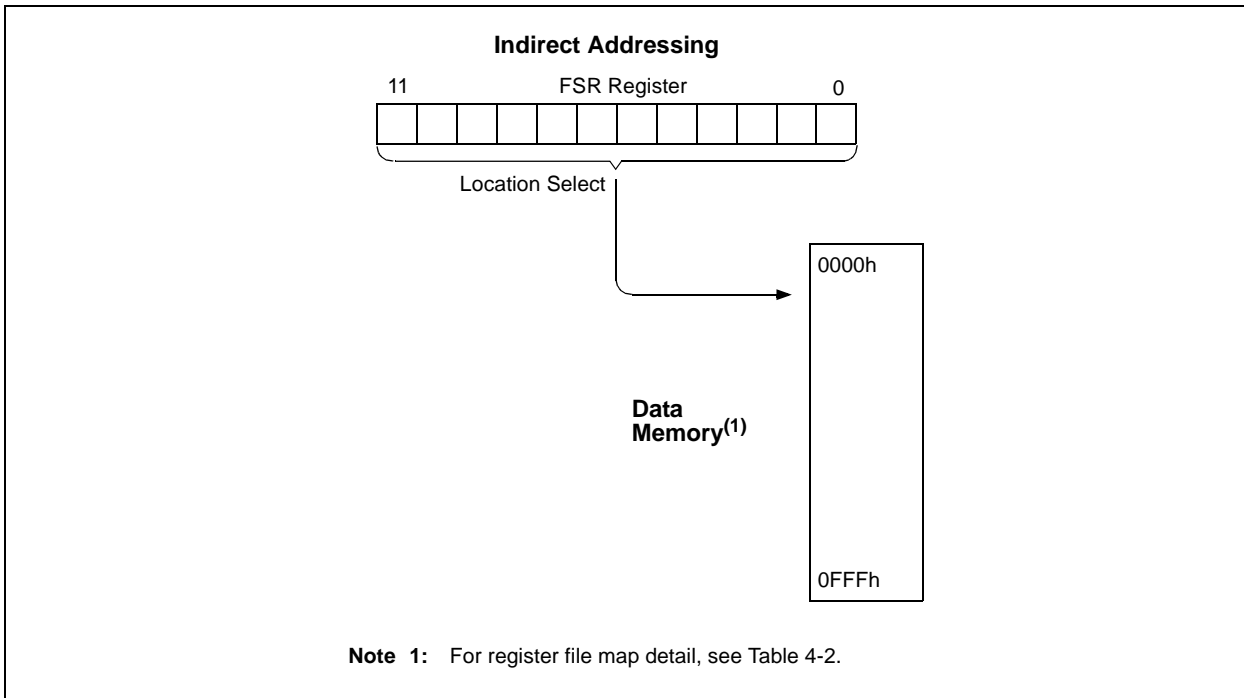 Indirect Addressing
11 FSR Register 0
Location Select
0000h
Data
Memory(1)
0FFFh
Note 1: For register file map detail, see Table 4-2.